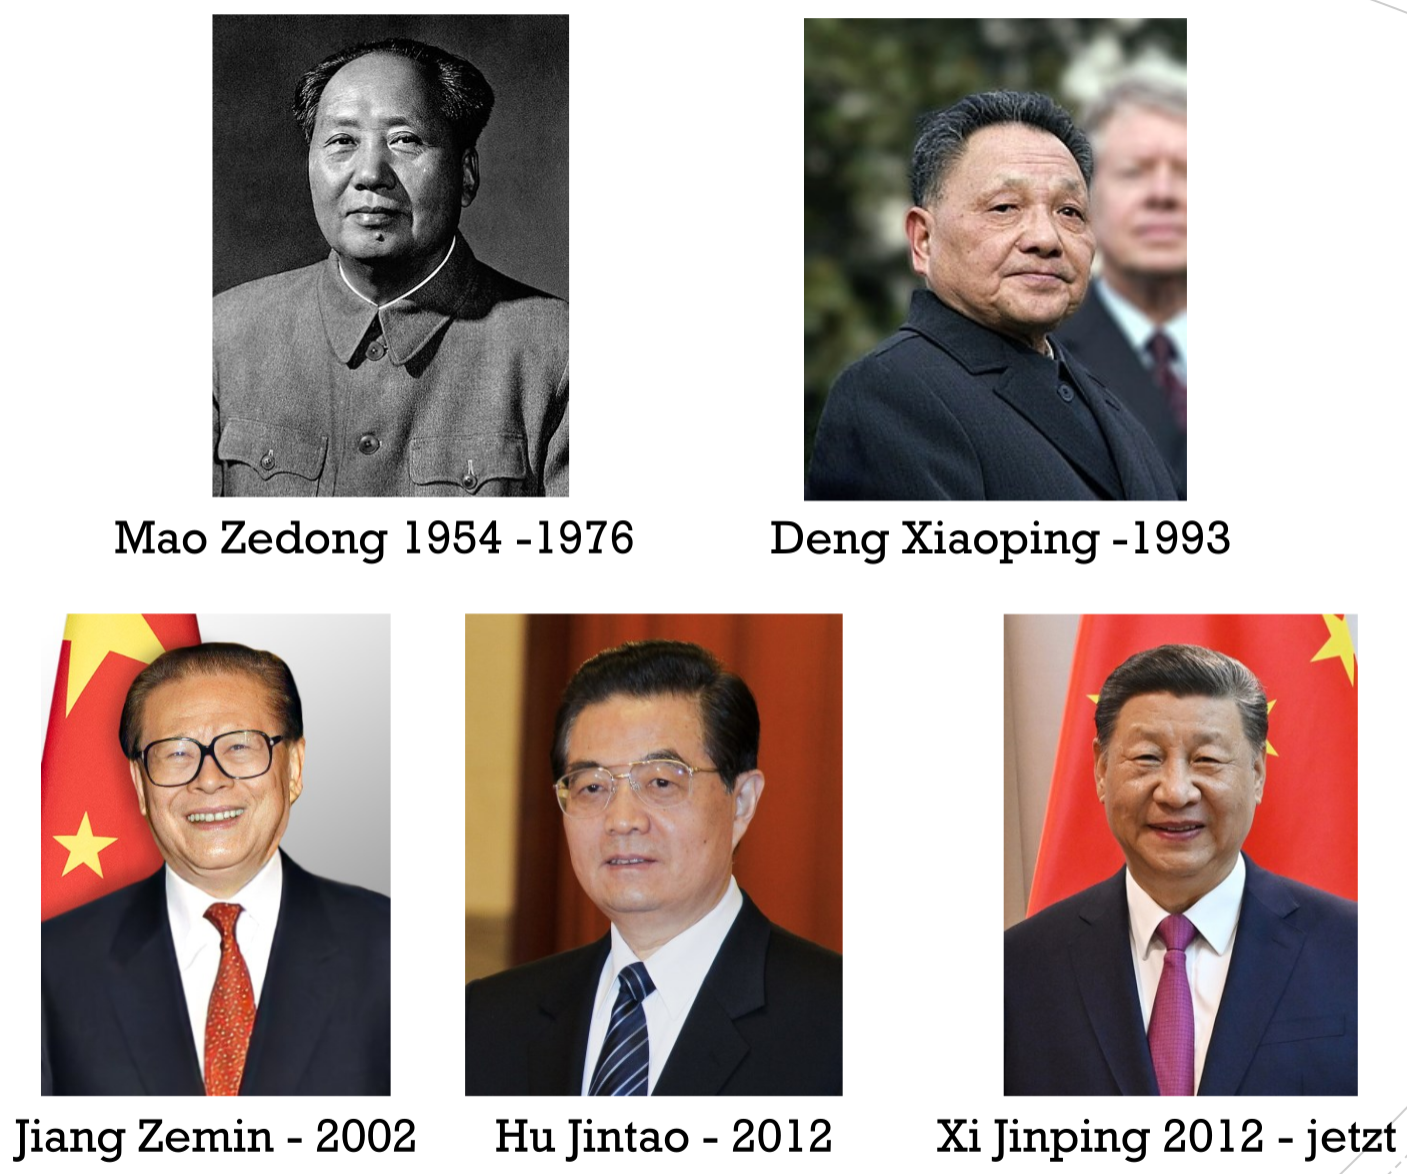 Mao Zedong 1954 -1976
Deng Xiaoping -1993
Jiang Zemin - 2002
Hu Jintao - 2012
Xi Jinping 2012 - jetzt